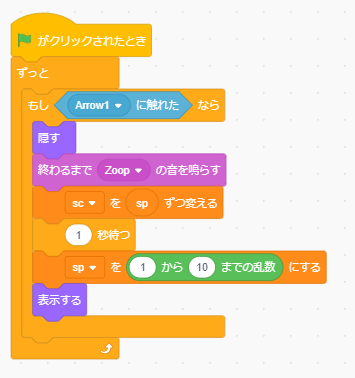 がクリックされたとき
ずっと
もし Arrow1 に触れた なら
隠す
終わるまで Zoop の音を鳴らす
sc を sp ずつ変える
1 秒待つ
sp を 1 から 10 までの乱数 にする
表示する